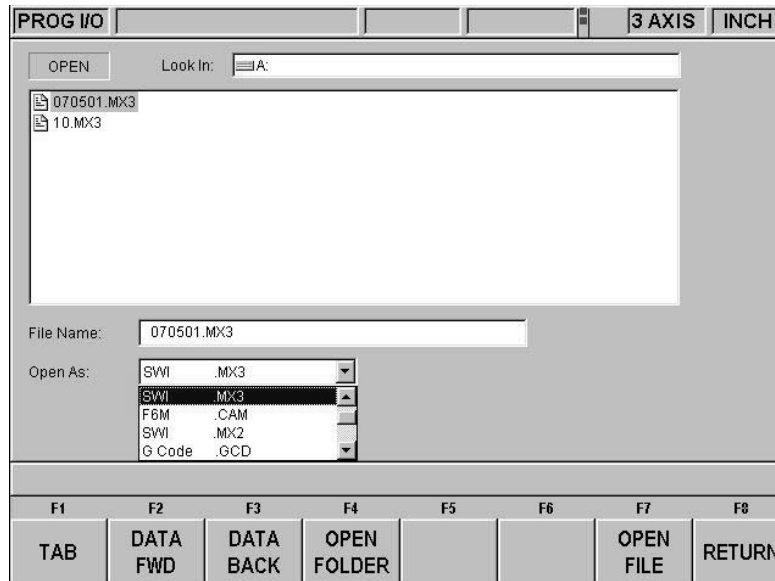 PROG I/O 3 AXIS INCH
OPEN Look In: A:
070501.MX3
10.MX3
File Name: 070501.MX3
Open As: SWI .MX3
SWI .MX3
F6M .CAM
SWI .MX2
G Code .GCD
F1 F2 F3 F4 F5 F6 F7 F8
TAB DATA FWD DATA BACK OPEN FOLDER OPEN FILE RETURN